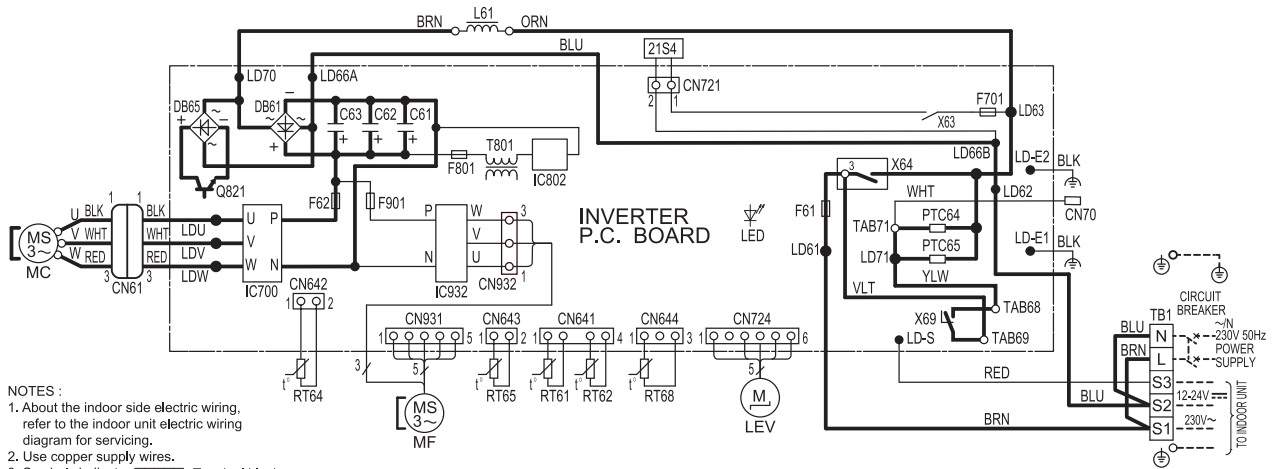 L61
BRN
ORN
BLU
21S4
LD70
LD66A
CN721
2 1
DB65
DB61
C63
C62
C61
F701
X63
LD63
T801
F801
IC802
Q821
LD66B
LD-E2
BLK
3
X64
WHT
LD62
CN70
F62
F901
INVERTER
P.C. BOARD
LED
F61
TAB71
PTC64
PTC65
LD61
LD71
YLW
LD-E1
BLK
VLT
1 1
U BLK BLK
V WHT WHT
W RED RED
3 3
LDU
LDV
LDW
U P
V
W N
IC700
P W 3
V
N U 1
IC932
CN932
MS
3~
MC
CN61
CN642
1 2
CN931
1 5
CN643
1 2
CN641
1 4
CN644
1 3
CN724
1 6
X69
TAB68
TAB69
LD-S
CIRCUIT
BREAKER
TB1
BLU
N
~/N
230V 50Hz
POWER
SUPPLY
BRN
L
RED
S3
12-24V
BLU
S2
230V~
BRN
S1
TO INDOOR UNIT
3
5
5
t°
RT64
MS
3~
MF
t°
RT65
t°
RT61
RT62
t°
RT68
M
LEV
NOTES :
1. About the indoor side electric wiring,
refer to the indoor unit electric wiring
diagram for servicing.
2. Use copper supply wires.